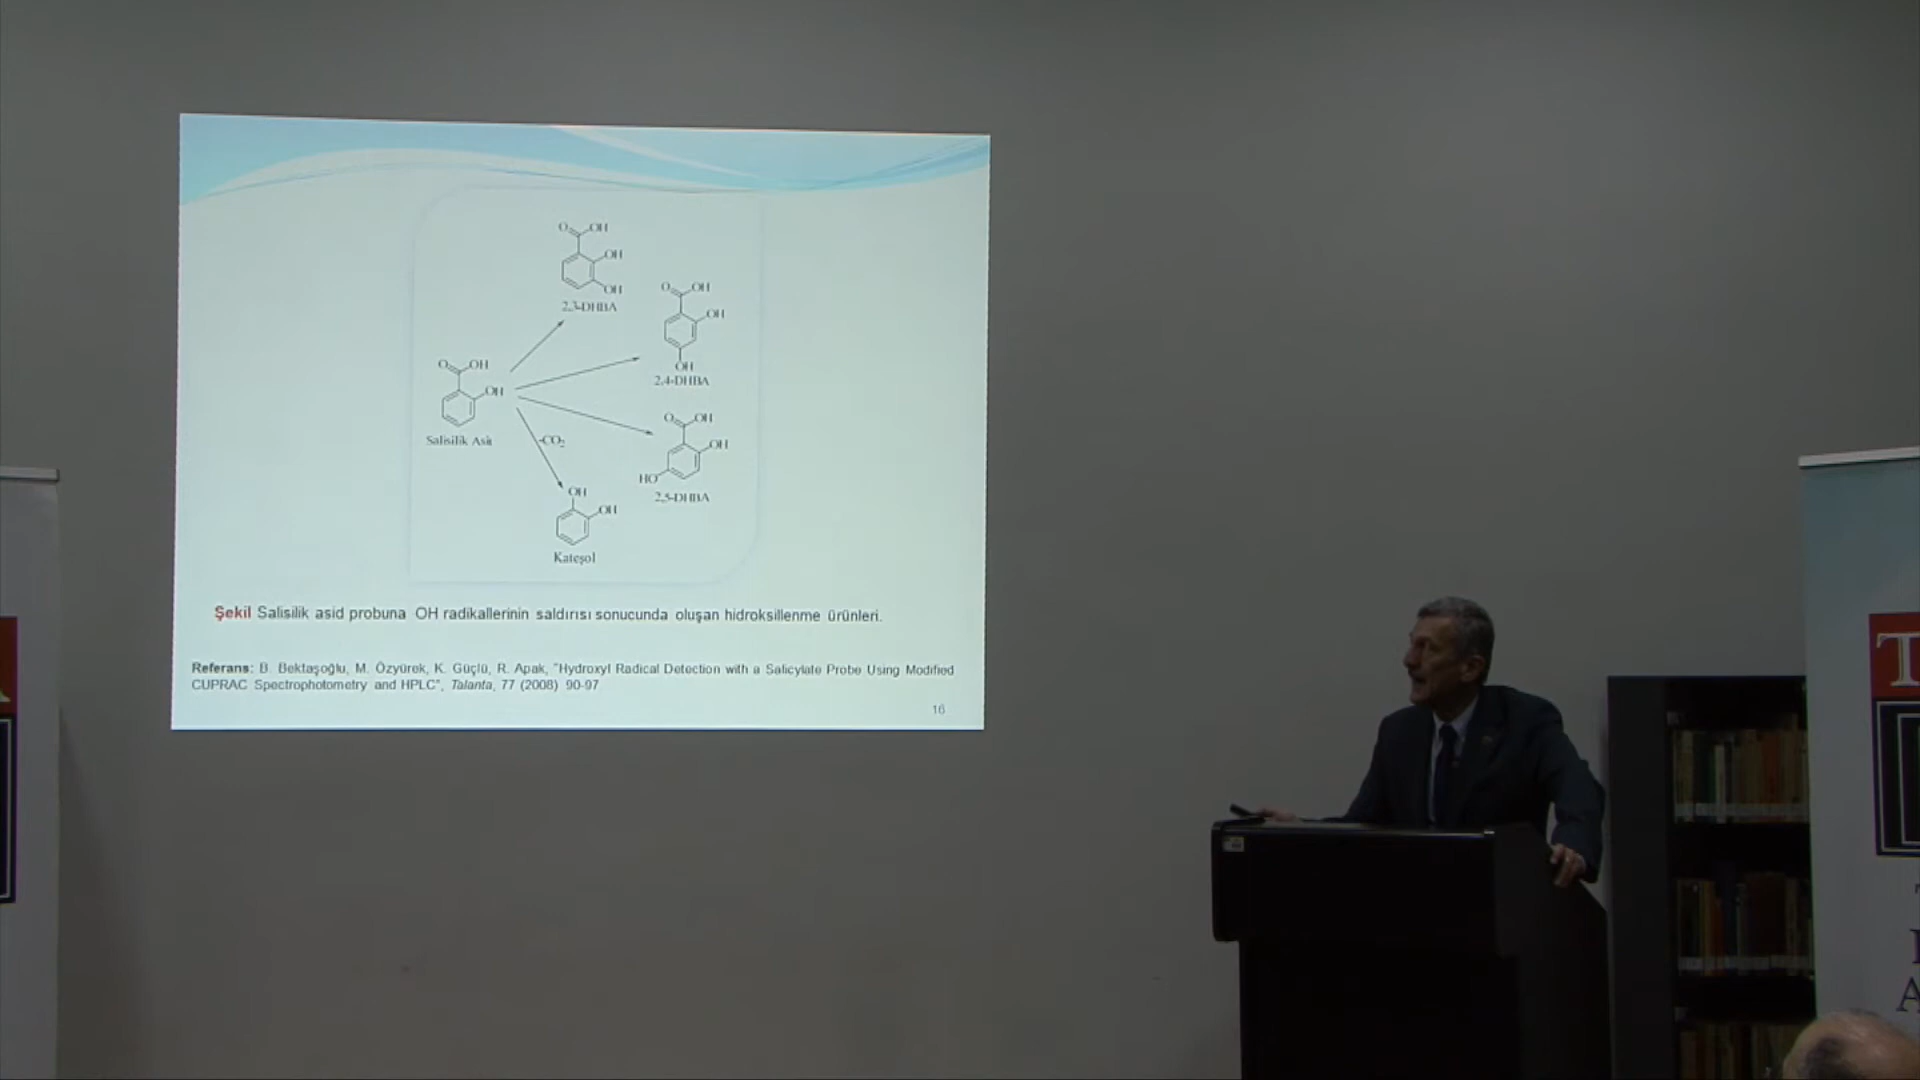 O OH
OH
OH
2,3-DHBA
O OH
OH
OH
2,4-DHBA
O OH
OH
Salisilik Asit
-CO2
O OH
OH
HO
2,5-DHBA
OH
OH
Kateşol
Şekil Salisilik asid probuna OH radikallerinin saldırısı sonucunda oluşan hidroksillenme ürünleri.
Referans: B. Bektaşoğlu, M. Özyürek, K. Güçlü, R. Apak, "Hydroxyl Radical Detection with a Salicylate Probe Using Modified
CUPRAC Spectrophotometry and HPLC", Talanta, 77 (2008) 90-97
16
T
A